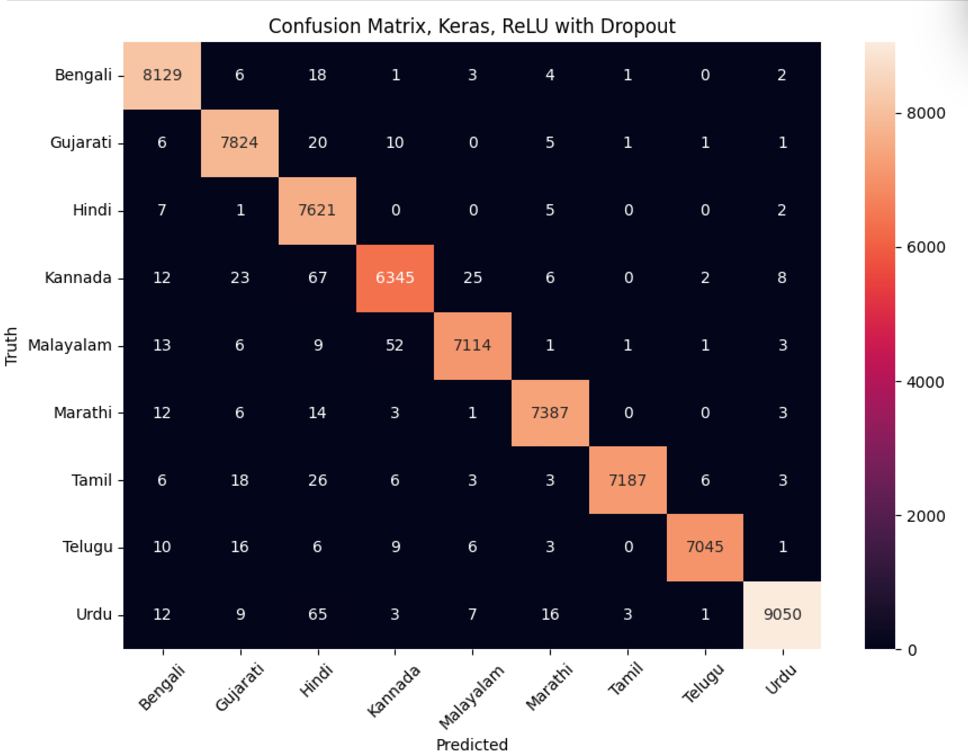 Confusion Matrix, Keras, ReLU with Dropout
Bengali 8129 6 18 1 3 4 1 0 2
Gujarati 6 7824 20 10 0 5 1 1 1
Hindi 7 1 7621 0 0 5 0 0 2
Kannada 12 23 67 6345 25 6 0 2 8
Malayalam 13 6 9 52 7114 1 1 1 3
Marathi 12 6 14 3 1 7387 0 0 3
Tamil 6 18 26 6 3 3 7187 6 3
Telugu 10 16 6 9 6 3 0 7045 1
Urdu 12 9 65 3 7 16 3 1 9050
Bengali Gujarati Hindi Kannada Malayalam Marathi Tamil Telugu Urdu
Predicted
Truth
8000
6000
4000
2000
0